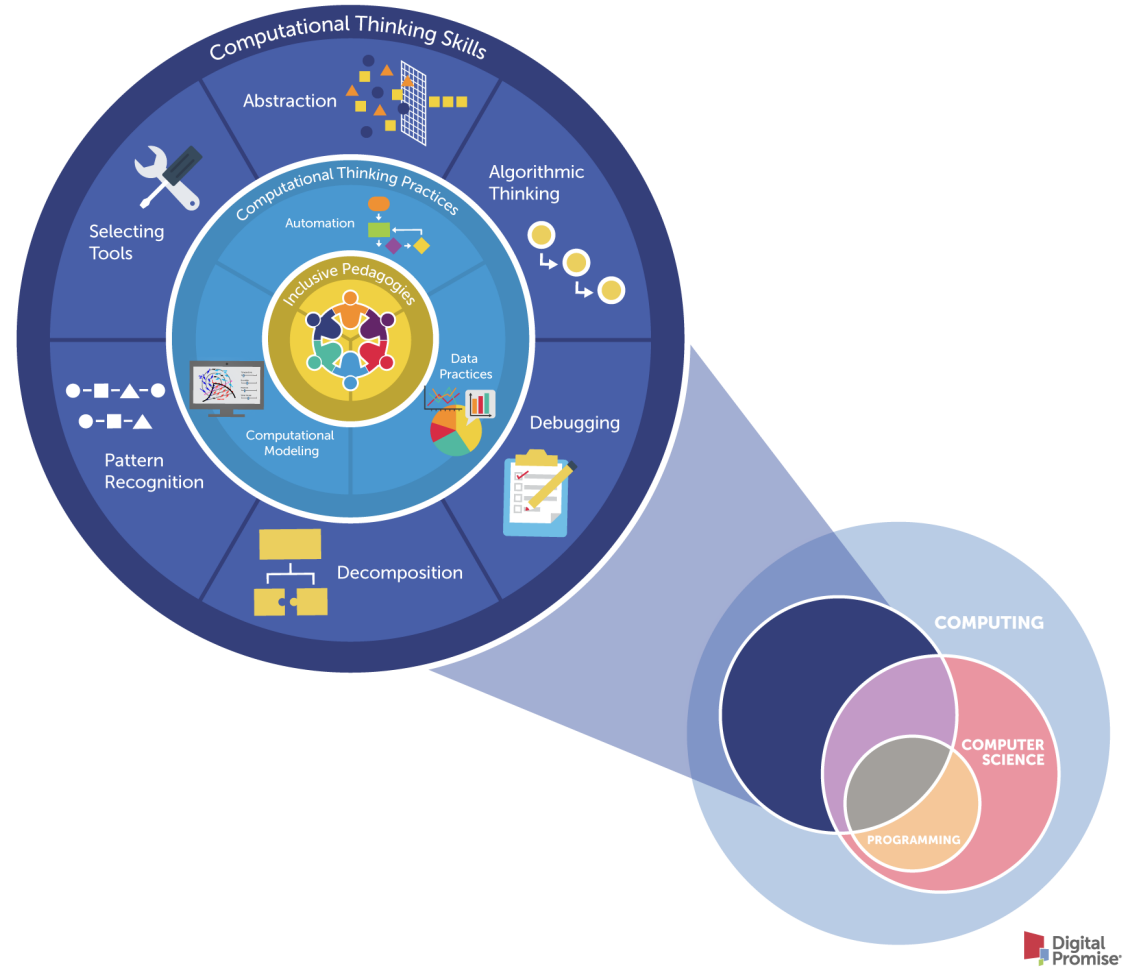 Computational Thinking Skills
Abstraction
Algorithmic
Thinking
Selecting
Tools
Computational Thinking Practices
Automation
Inclusive Pedagogies
Data
Practices
Computational
Modeling
Debugging
Pattern
Recognition
Decomposition
COMPUTING
COMPUTER
SCIENCE
PROGRAMMING
Digital
Promise